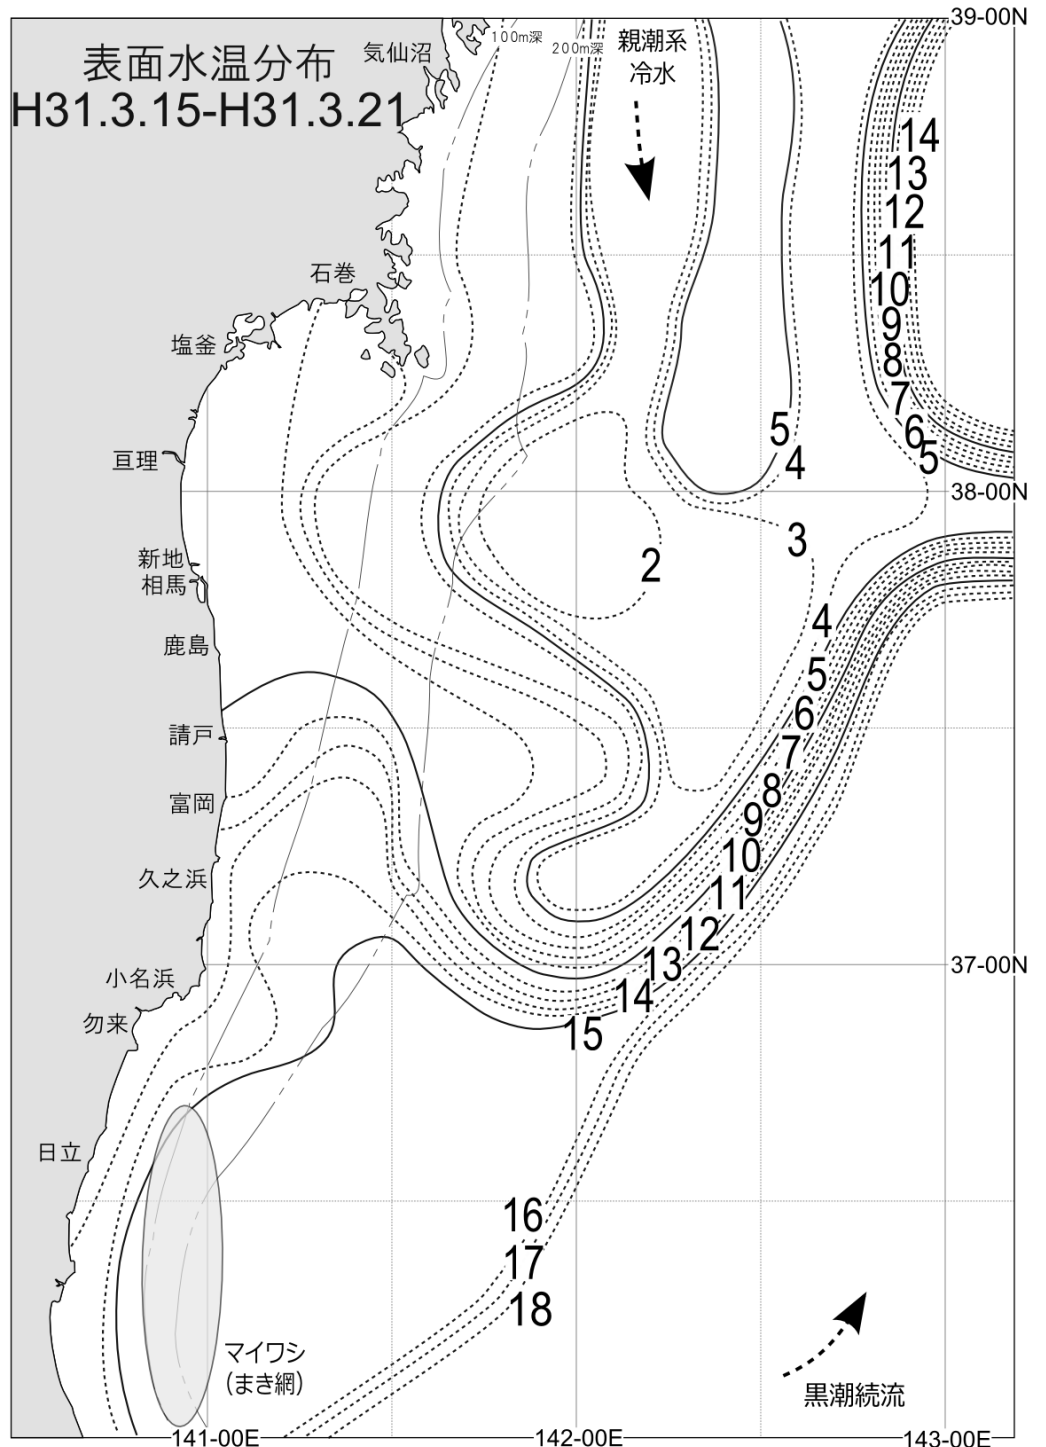 表面水温分布
H31.3.15-H31.3.21
気仙沼
100m深
200m深
親潮系
冷水
39-00N
14
13
12
11
10
9
8
7
6
5
石巻
塩釜
亘理
5
4
38-00N
3
2
新地
相馬
鹿島
請戸
富岡
久之浜
小名浜
勿来
日立
4
5
6
7
8
9
10
11
12
13
14
15
37-00N
16
17
18
マイワシ
(まき網)
黒潮続流
141-00E
142-00E
143-00E